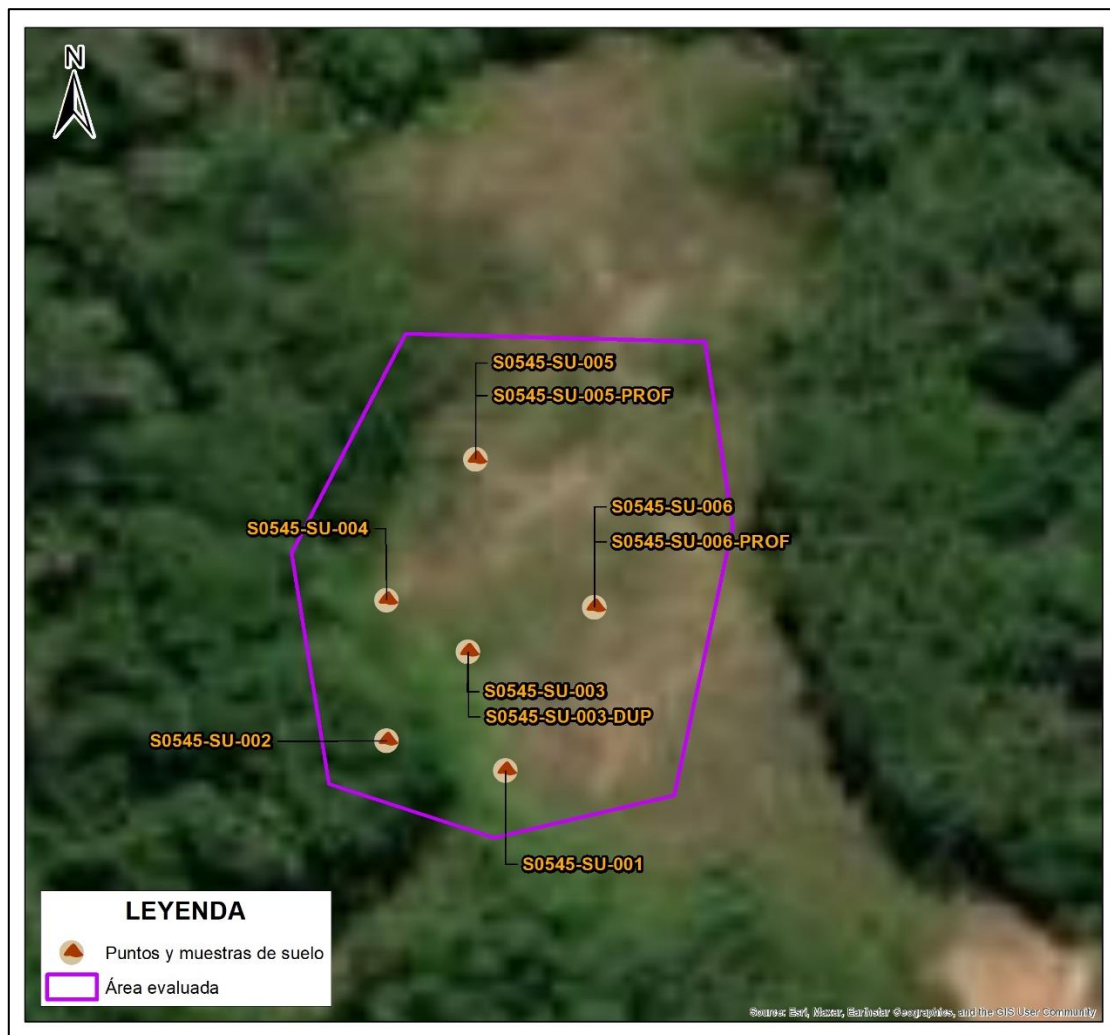 N
S0545-SU-005
S0545-SU-005-PROF
S0545-SU-006
S0545-SU-004
S0545-SU-006-PROF
S0545-SU-003
S0545-SU-003-DUP
S0545-SU-002
S0545-SU-001
LEYENDA
Puntos y muestras de suelo
Área evaluada
Source: Esri, Maxar, Earthstar Geographics, and the GIS User Community